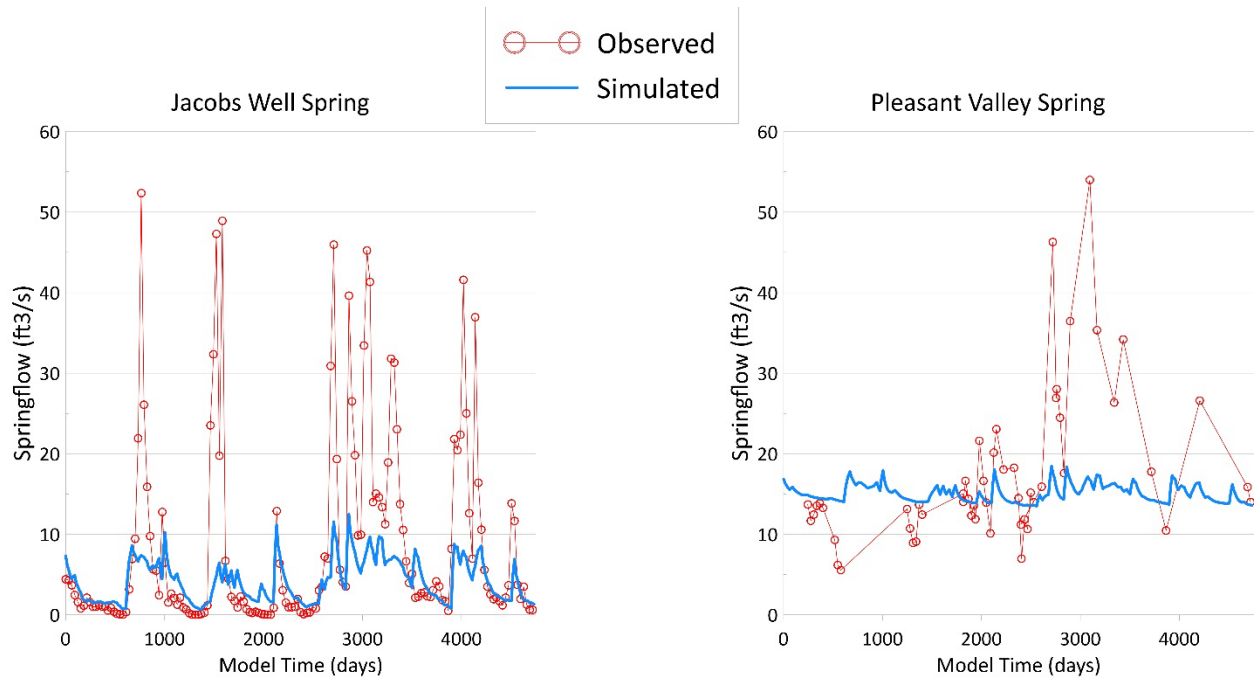 Observed
Simulated
Jacobs Well Spring
Pleasant Valley Spring
Springflow (ft3/s)
60
50
40
30
20
10
0
0 1000 2000 3000 4000
Model Time (days)
Springflow (ft3/s)
60
50
40
30
20
10
0
0 1000 2000 3000 4000
Model Time (days)